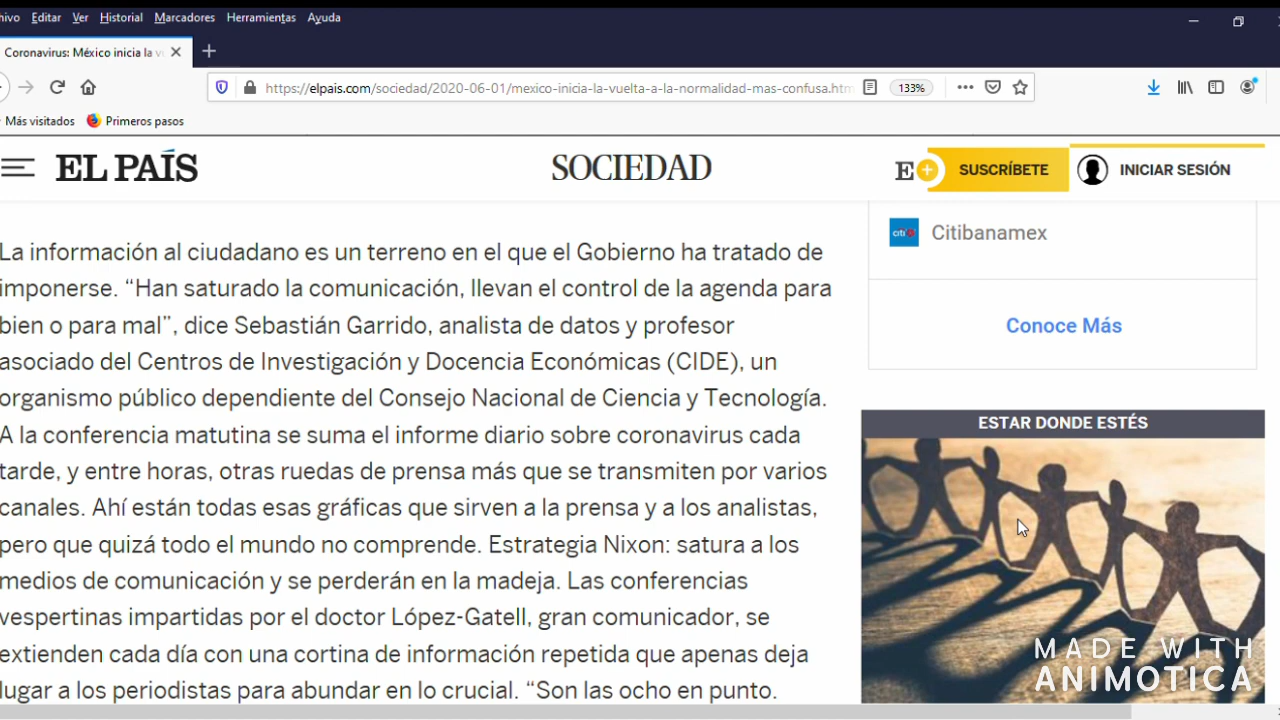 Editar Ver Historial Marcadores Herramientas Ayuda
Coronavirus: México inicia la
https://elpais.com/sociedad/2020-06-01/mexico-inicia-la-vuelta-a-la-normalidad-mas-confusa.htm
133%
Más visitados Primeros pasos
EL PAÍS
SOCIEDAD
E+ SUSCRÍBETE
INICIAR SESIÓN
La información al ciudadano es un terreno en el que el Gobierno ha tratado de
imponerse. “Han saturado la comunicación, llevan el control de la agenda para
bien o para mal”, dice Sebastián Garrido, analista de datos y profesor
asociado del Centros de Investigación y Docencia Económicas (CIDE), un
organismo público dependiente del Consejo Nacional de Ciencia y Tecnología.
A la conferencia matutina se suma el informe diario sobre coronavirus cada
tarde, y entre horas, otras ruedas de prensa más que se transmiten por varios
canales. Ahí están todas esas gráficas que sirven a la prensa y a los analistas,
pero que quizá todo el mundo no comprende. Estrategia Nixon: satura a los
medios de comunicación y se perderán en la madeja. Las conferencias
vespertinas impartidas por el doctor López-Gatell, gran comunicador, se
extienden cada día con una cortina de información repetida que apenas deja
lugar a los periodistas para abundar en lo crucial. “Son las ocho en punto.
citi
Citibanamex
Conoce Más
ESTAR DONDE ESTÉS
MADE WITH
ANIMOTICA